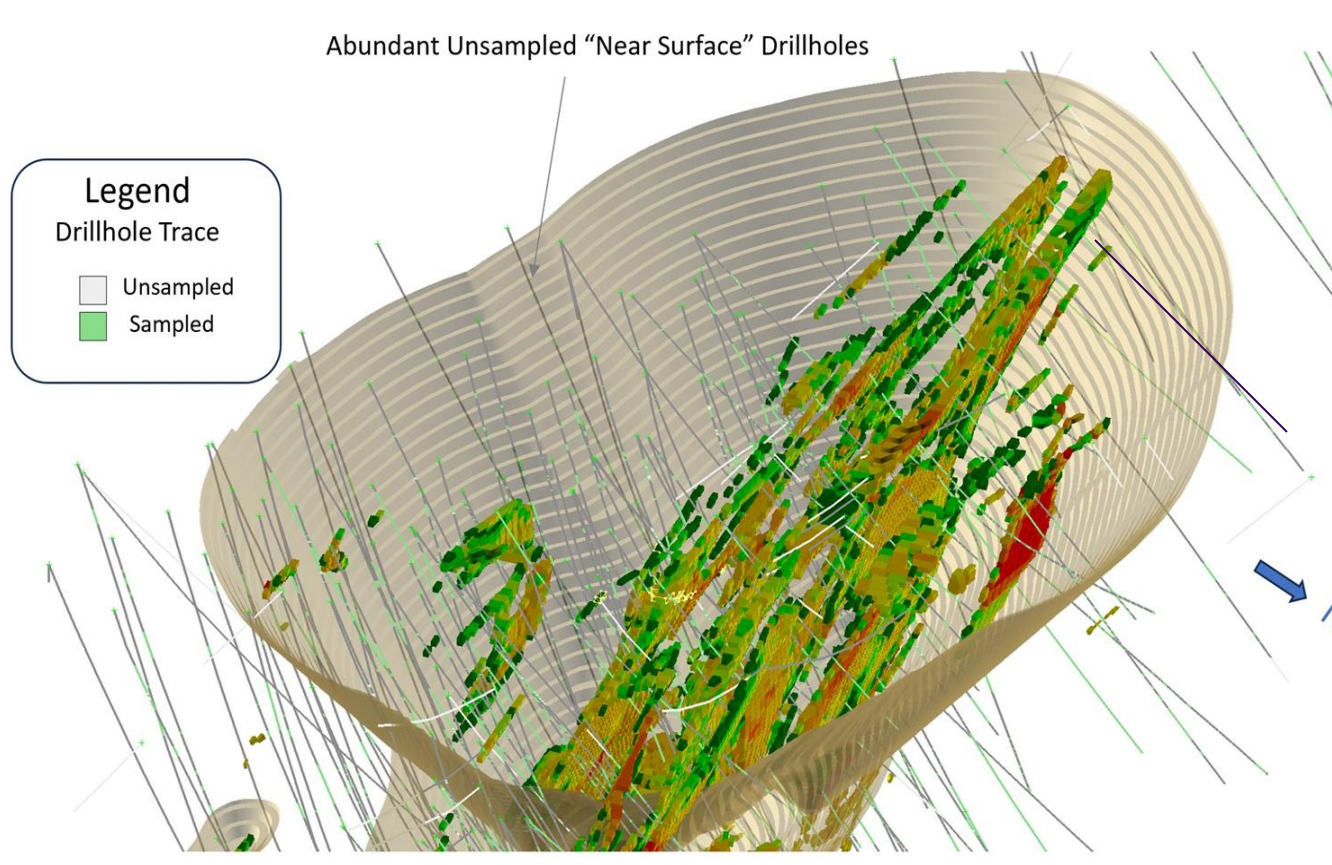 Abundant Unsampled “Near Surface” Drillholes
Legend
Drillhole Trace
Unsampled
Sampled